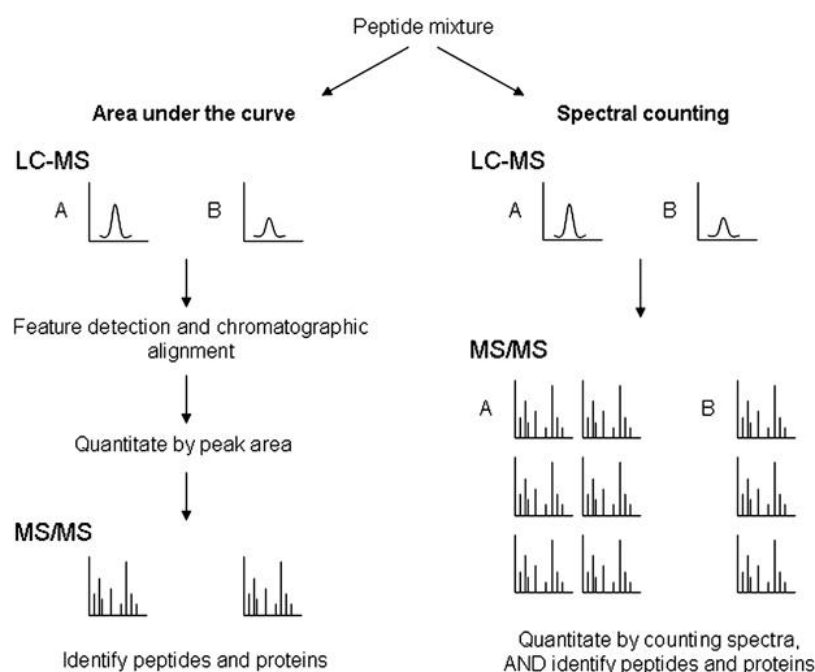 Peptide mixture
Area under the curve
LC-MS
A
B
Feature detection and chromatographic
alignment
Quantitate by peak area
MS/MS
Identify peptides and proteins
Spectral counting
LC-MS
A
B
MS/MS
A
B
Quantitate by counting spectra,
AND identify peptides and proteins